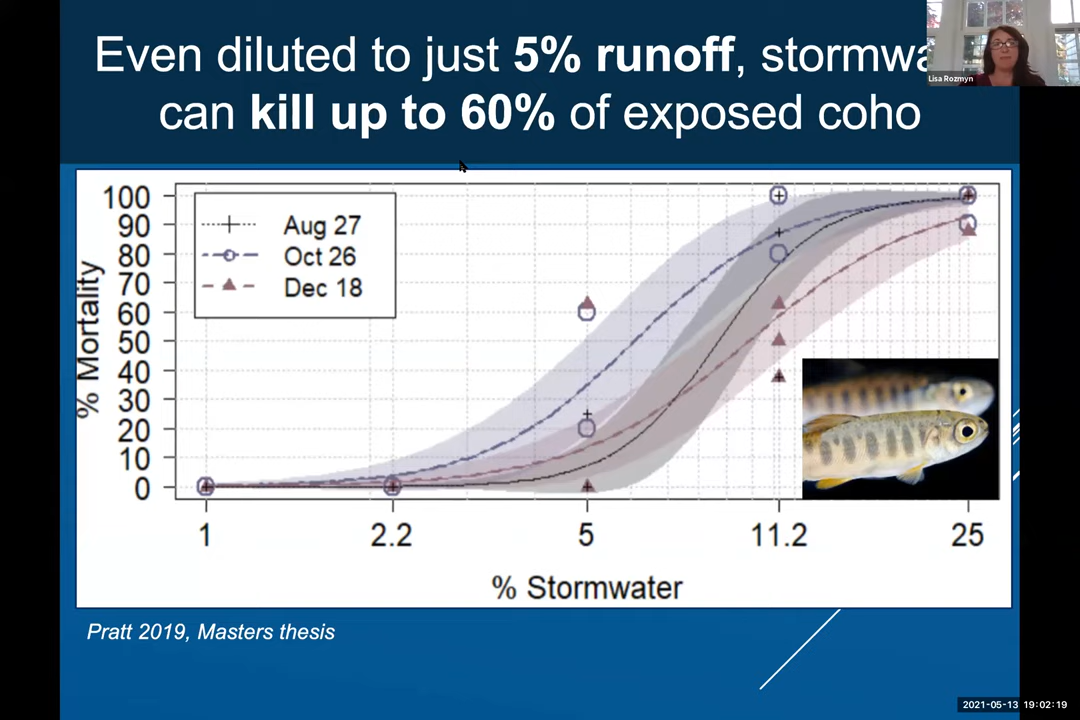 Even diluted to just 5% runoff, stormwa
can kill up to 60% of exposed coho
Lisa Rozmyn
100
90
80
70
60
50
40
30
20
10
0
% Mortality
Aug 27
Oct 26
Dec 18
1 2.2 5 11.2 25
% Stormwater
Pratt 2019, Masters thesis
2021-05-13 19:02:19